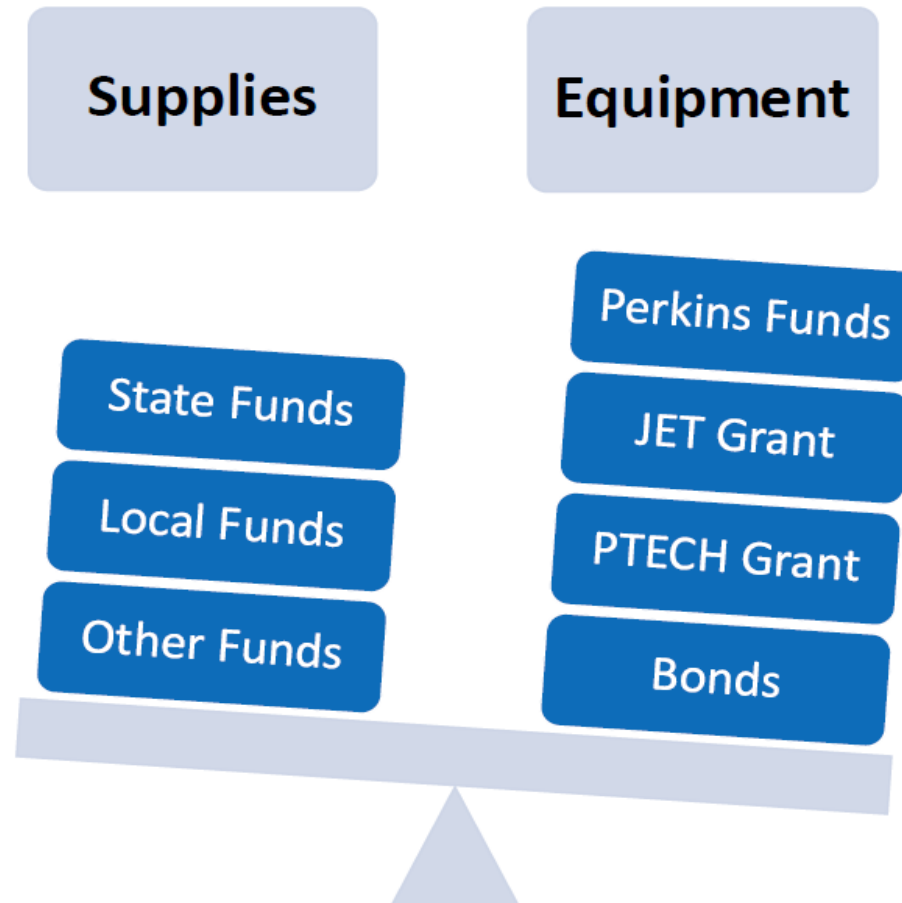 Supplies
Equipment
State Funds
Local Funds
Other Funds
Perkins Funds
JET Grant
PTECH Grant
Bonds